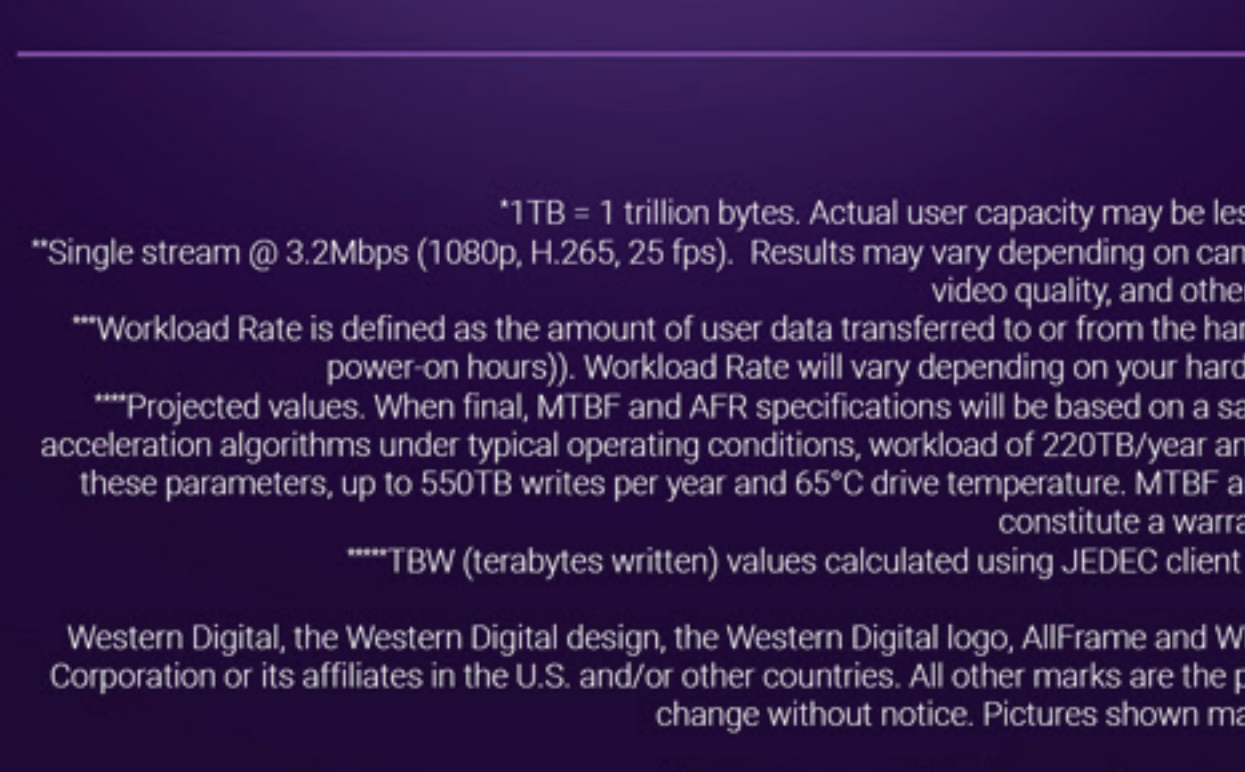 *1TB = 1 trillion bytes. Actual user capacity may be les
**Single stream @ 3.2Mbps (1080p, H.265, 25 fps).  Results may vary depending on cam
video quality, and othe
***Workload Rate is defined as the amount of user data transferred to or from the har
power-on hours)). Workload Rate will vary depending on your hard
****Projected values. When final, MTBF and AFR specifications will be based on a sa
acceleration algorithms under typical operating conditions, workload of 220TB/year an
these parameters, up to 550TB writes per year and 65°C drive temperature. MTBF a
constitute a warra
*****TBW (terabytes written) values calculated using JEDEC client
Western Digital, the Western Digital design, the Western Digital logo, AllFrame and W
Corporation or its affiliates in the U.S. and/or other countries. All other marks are the p
change without notice. Pictures shown ma